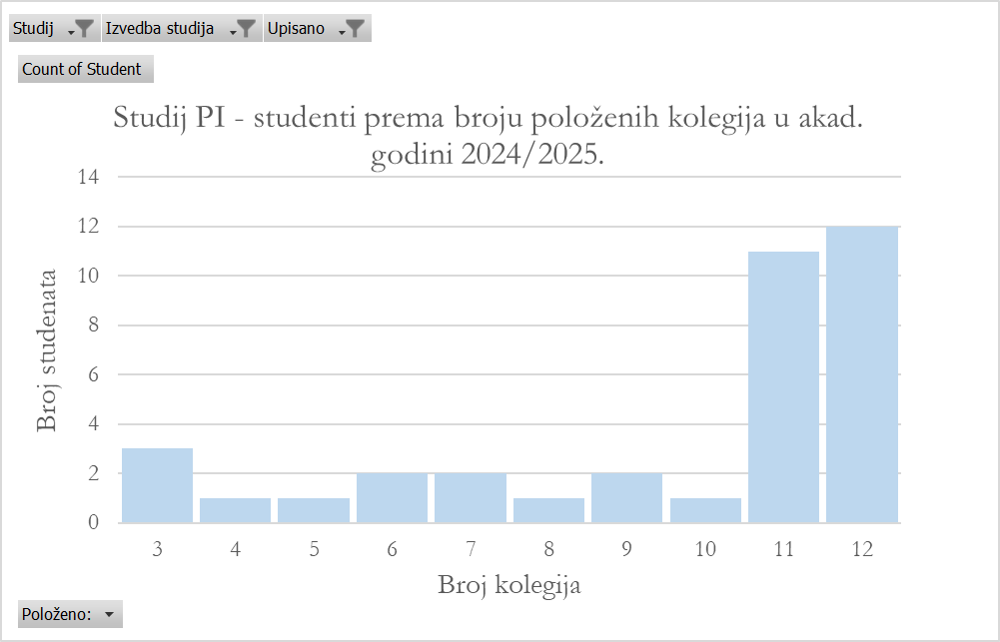 Studij
Izvedba studija
Upisano
Count of Student
Studij PI - studenti prema broju položenih kolegija u akad.
godini 2024/2025.
14
12
10
8
6
4
2
0
Broj studenata
3 4 5 6 7 8 9 10 11 12
Broj kolegija
Položeno: